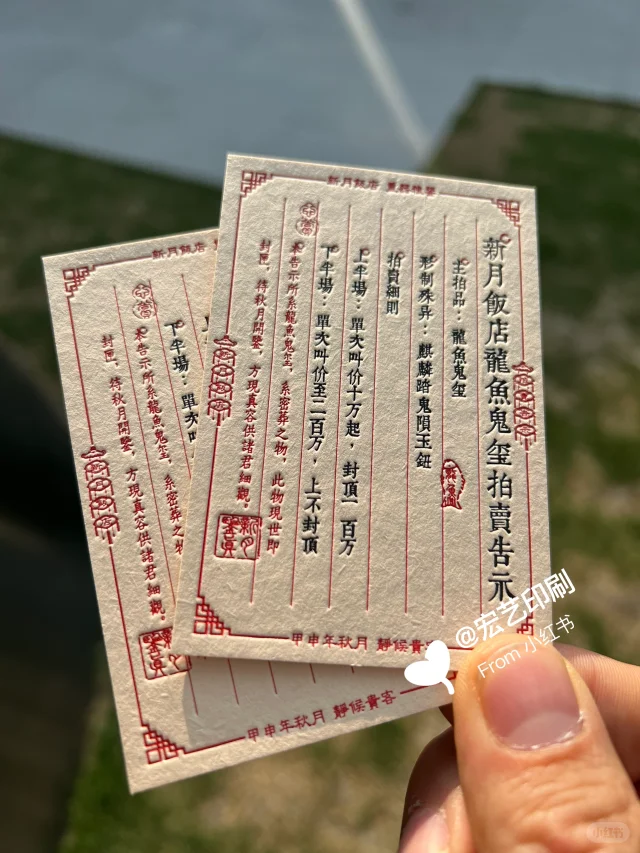 新月飯店
新月飯店龍魚鬼璽拍賣告示
主拍品：龍魚鬼璽
形制殊异：麒麟踏鬼隕玉鈕
拍賣細則
上半場：單次叫价十万起，封頂一百万
下半場：單次叫价至二百万，上不封頂
本告示所系龍魚鬼璽，系密葬之物，此物現世即
封匣，待秋月開鑒，方現真容供諸君細觀。
甲申年秋月 靜候貴
新月飯店
下半場：單次叫
本告示所系龍魚鬼璽，系密葬之物
封匣，待秋月開鑒，方現真容供諸君細觀。
甲申年秋月 靜候貴客
@宏艺印刷
From 小红书
小红书